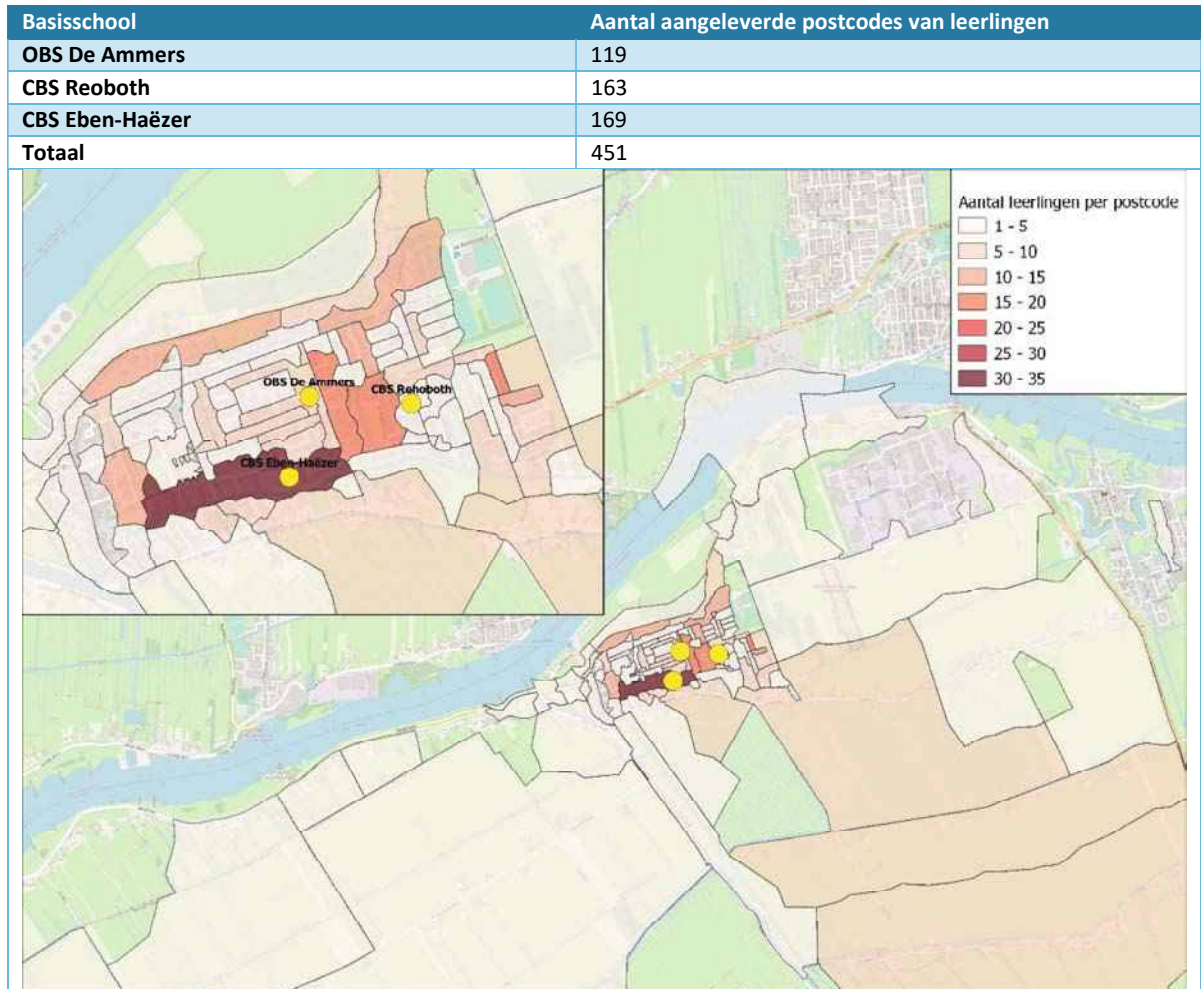 Basisschool Aantal aangeleverde postcodes van leerlingen
OBS De Ammers 119
CBS Reoboth 163
CBS Eben-Haëzer 169
Totaal 451
Aantal leerlingen per postcode
1 - 5
5 - 10
10 - 15
15 - 20
20 - 25
25 - 30
30 - 35
OBS De Ammers
CBS Rehoboth
CBS Eben-Haëzer